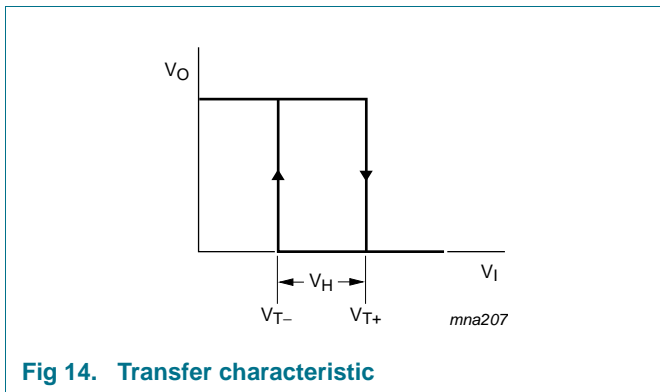 VO
VI
VH
VT− VT+
mna207
Fig 14. Transfer characteristic